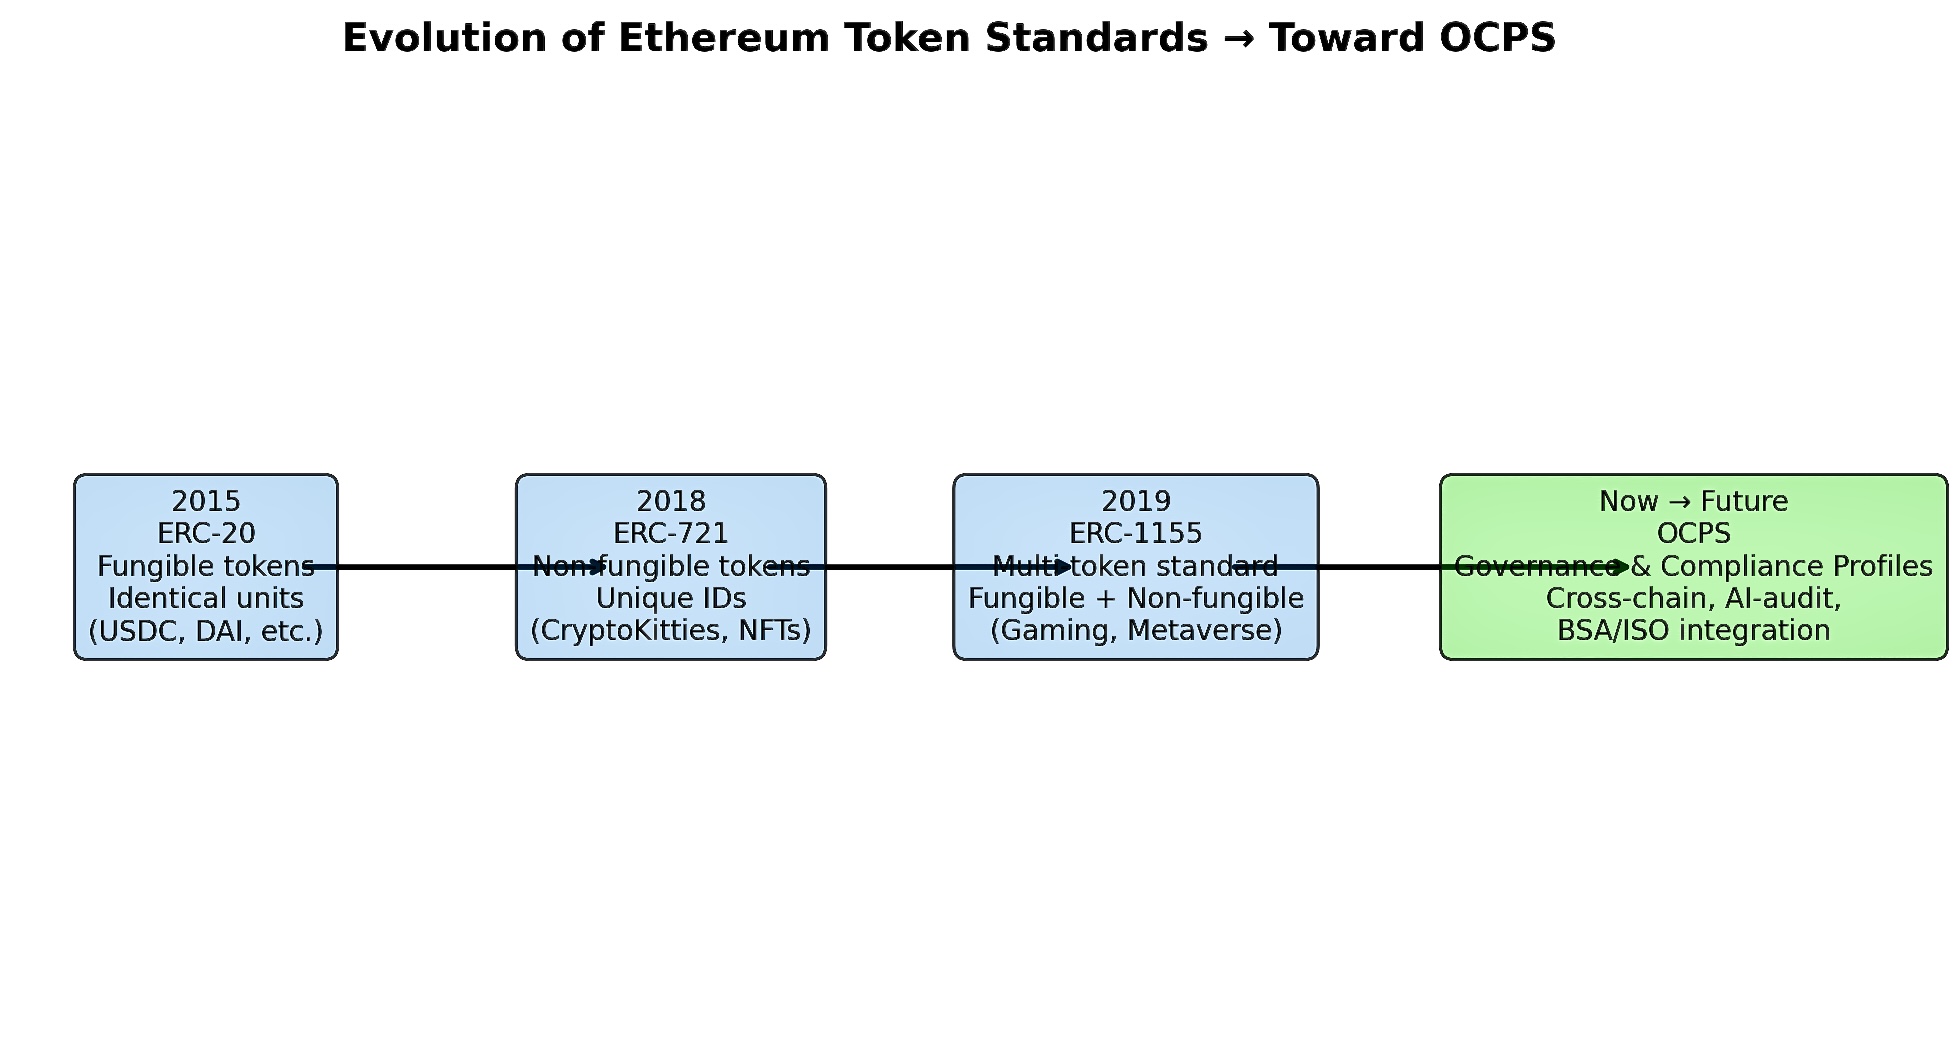 Evolution of Ethereum Token Standards → Toward OCPS
2015
ERC-20
Fungible tokens
Identical units
(USDC, DAI, etc.)
2018
ERC-721
Non-fungible tokens
Unique IDs
(CryptoKitties, NFTs)
2019
ERC-1155
Multi-token standard
Fungible + Non-fungible
(Gaming, Metaverse)
Now → Future
OCPS
Governance & Compliance Profiles
Cross-chain, AI-audit,
BSA/ISO integration